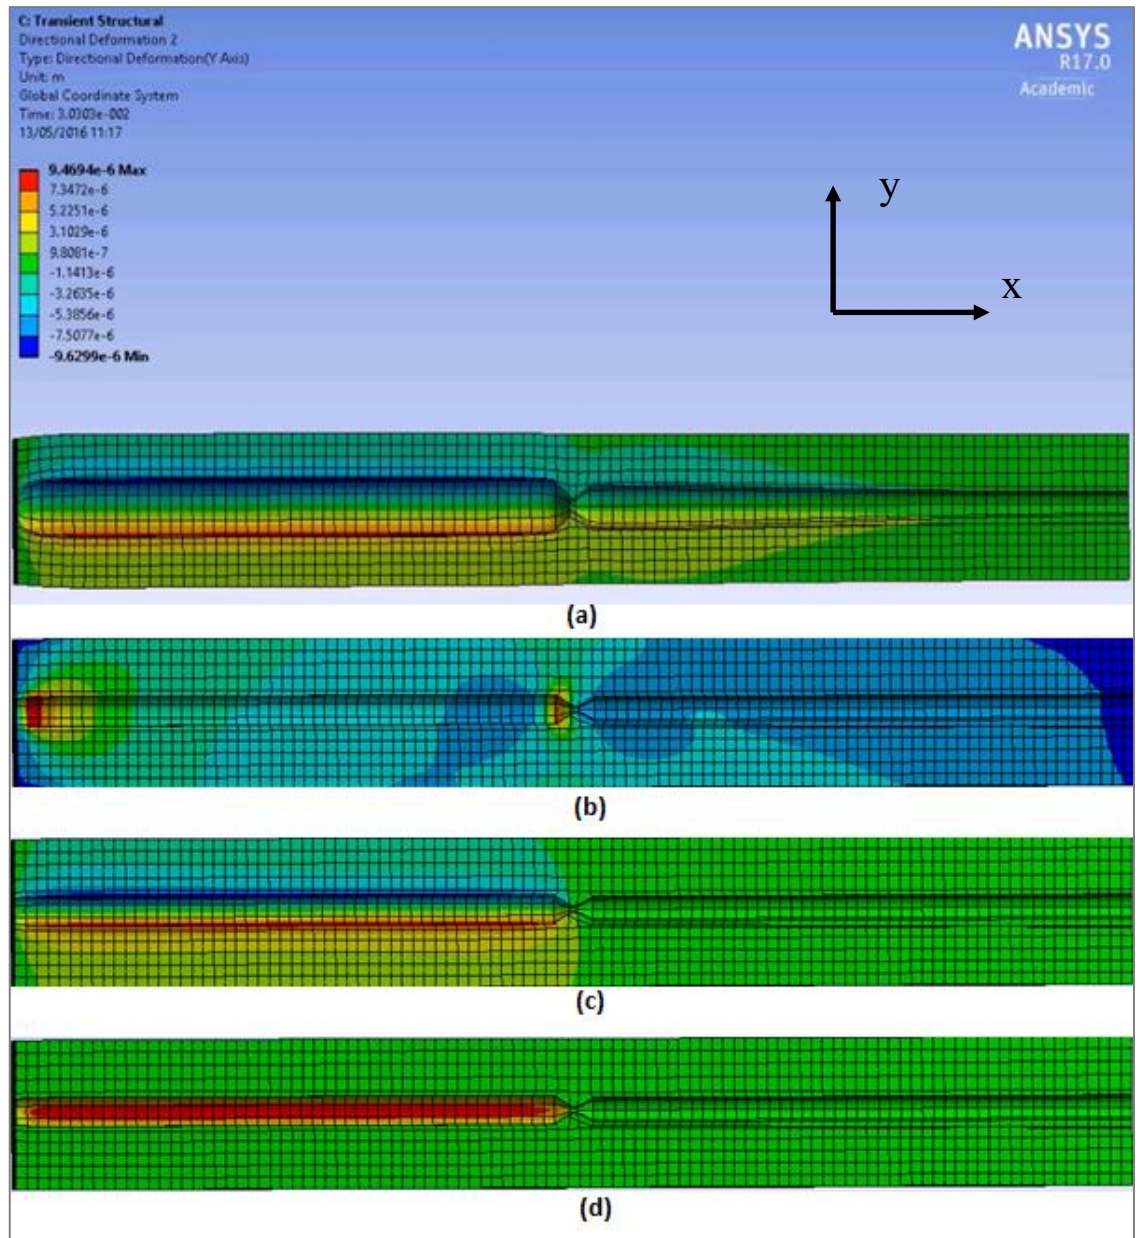 C: Transient Structural
Directional Deformation 2
Type: Directional Deformation(Y Axis)
Unit: m
Global Coordinate System
Time: 3.0303e-002
13/05/2016 11:17
ANSYS
R17.0
Academic
9.4694e-6 Max
7.3472e-6
5.2251e-6
3.1029e-6
9.8081e-7
-1.1413e-6
-3.2635e-6
-5.3856e-6
-7.5077e-6
-9.6299e-6 Min
y
x
(a)
(b)
(c)
(d)